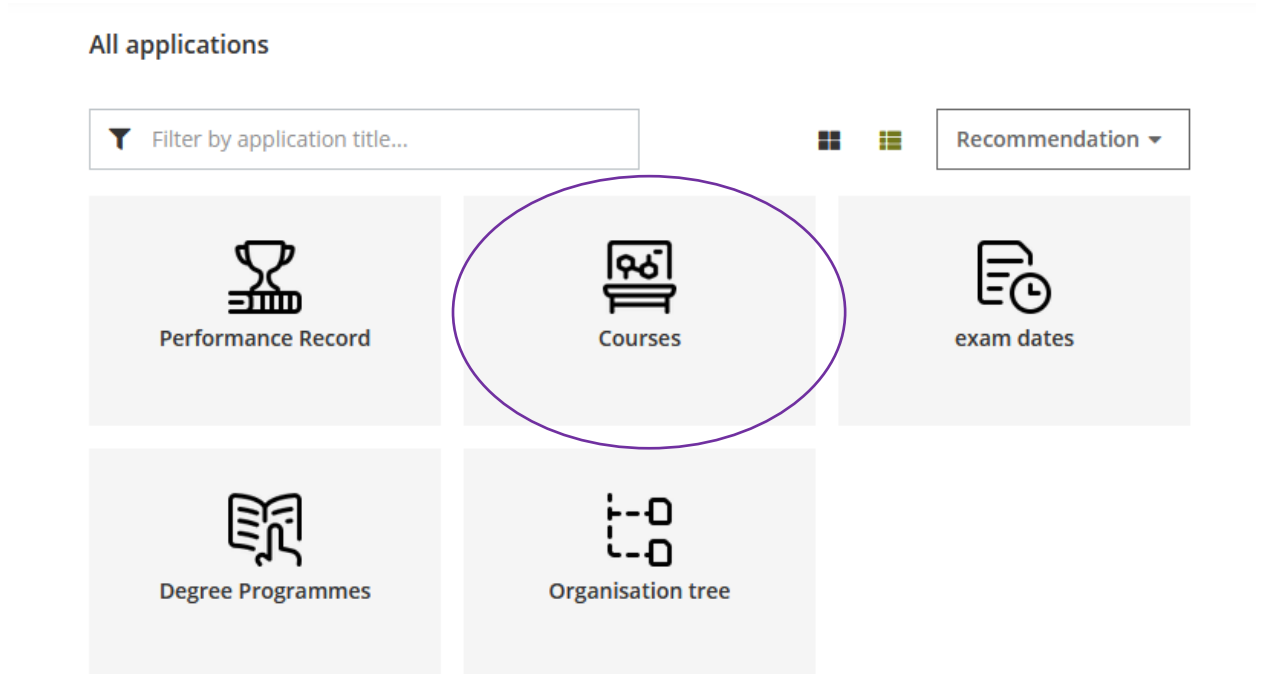 All applications
Filter by application title...
Recommendation
Performance Record
Courses
exam dates
Degree Programmes
Organisation tree